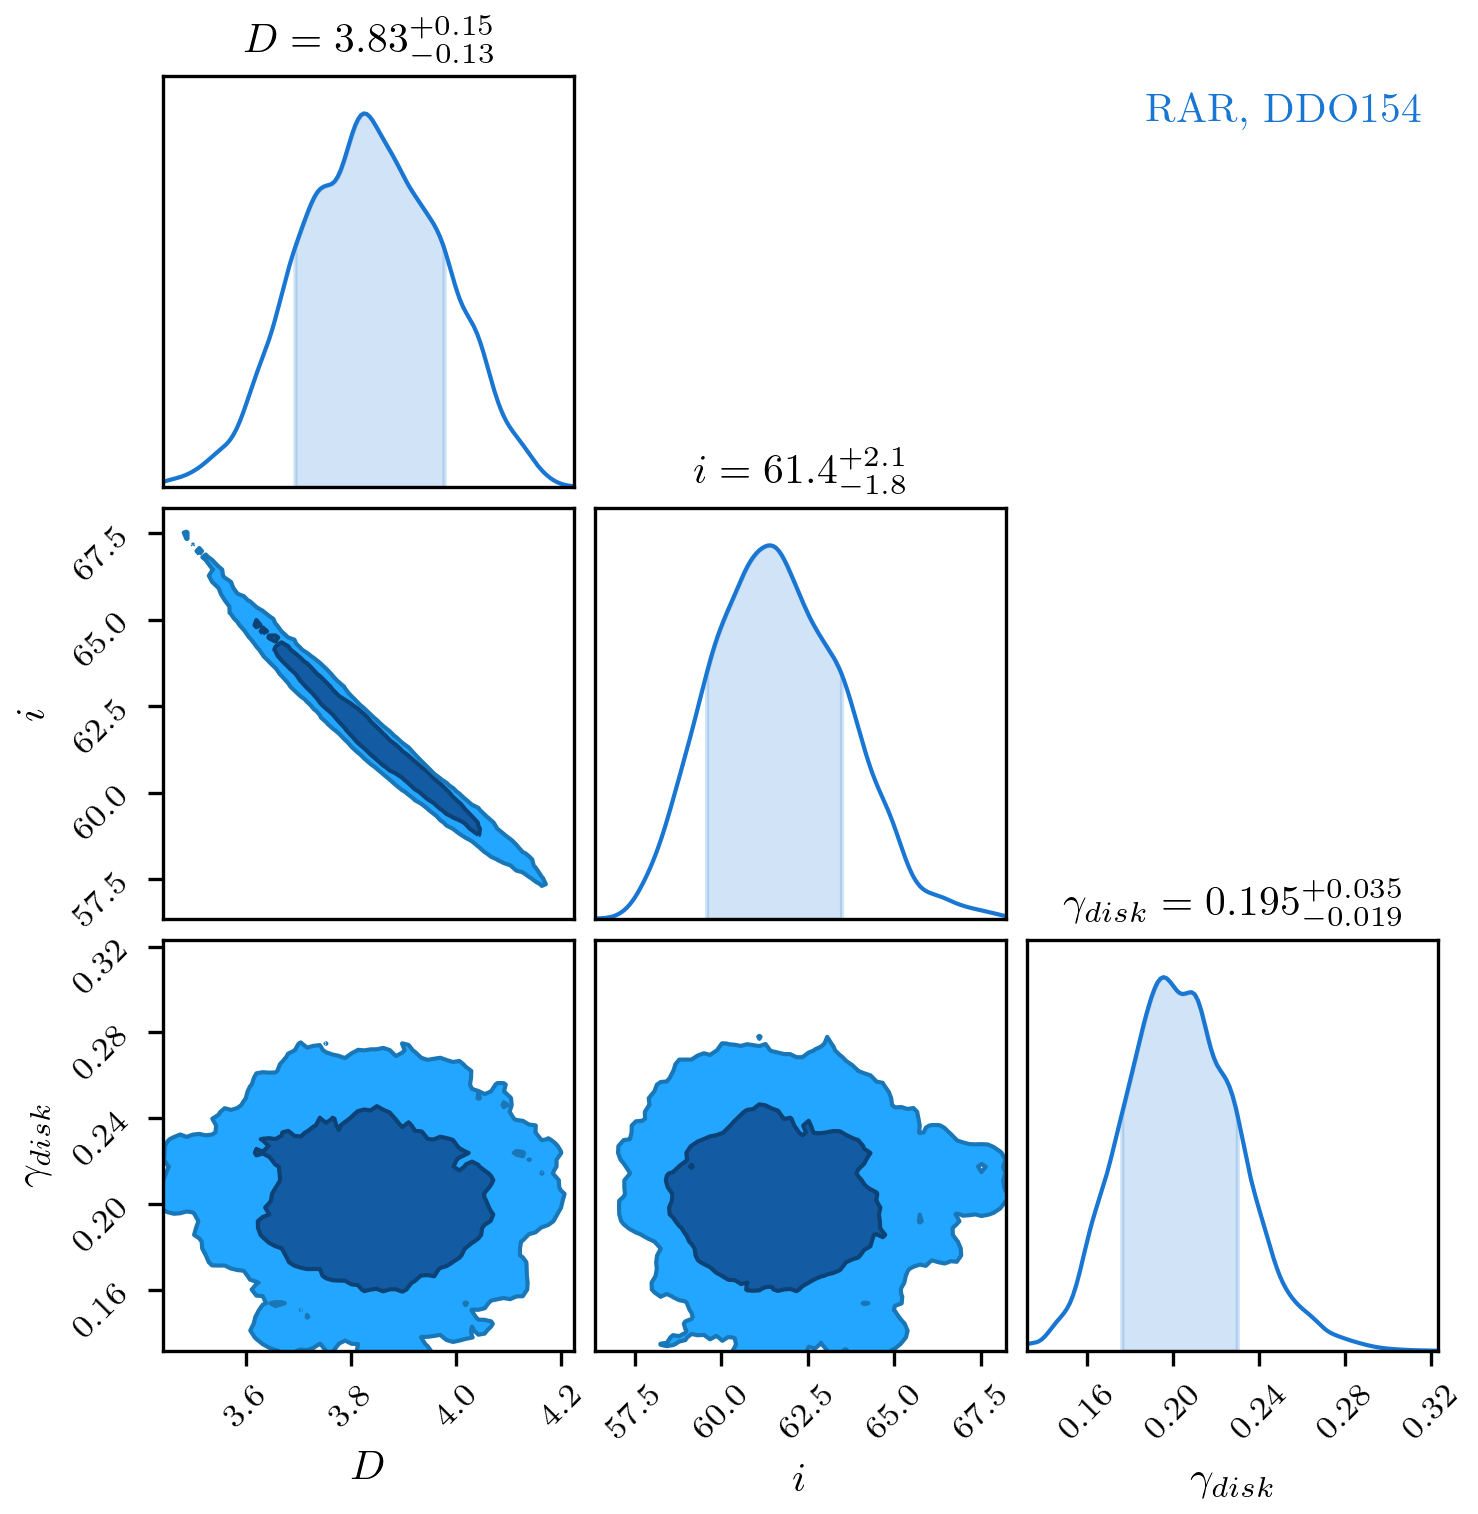 D = 3.83^{+0.15}_{-0.13}
RAR, DDO154
i = 61.4^{+2.1}_{-1.8}
67.5
65.0
62.5
60.0
57.5
i
γ_{disk} = 0.195^{+0.035}_{-0.019}
0.32
0.28
0.24
0.20
0.16
γ_{disk}
3.6 3.8 4.0 4.2
57.5 60.0 62.5 65.0 67.5
0.16 0.20 0.24 0.28 0.32
D
i
γ_{disk}